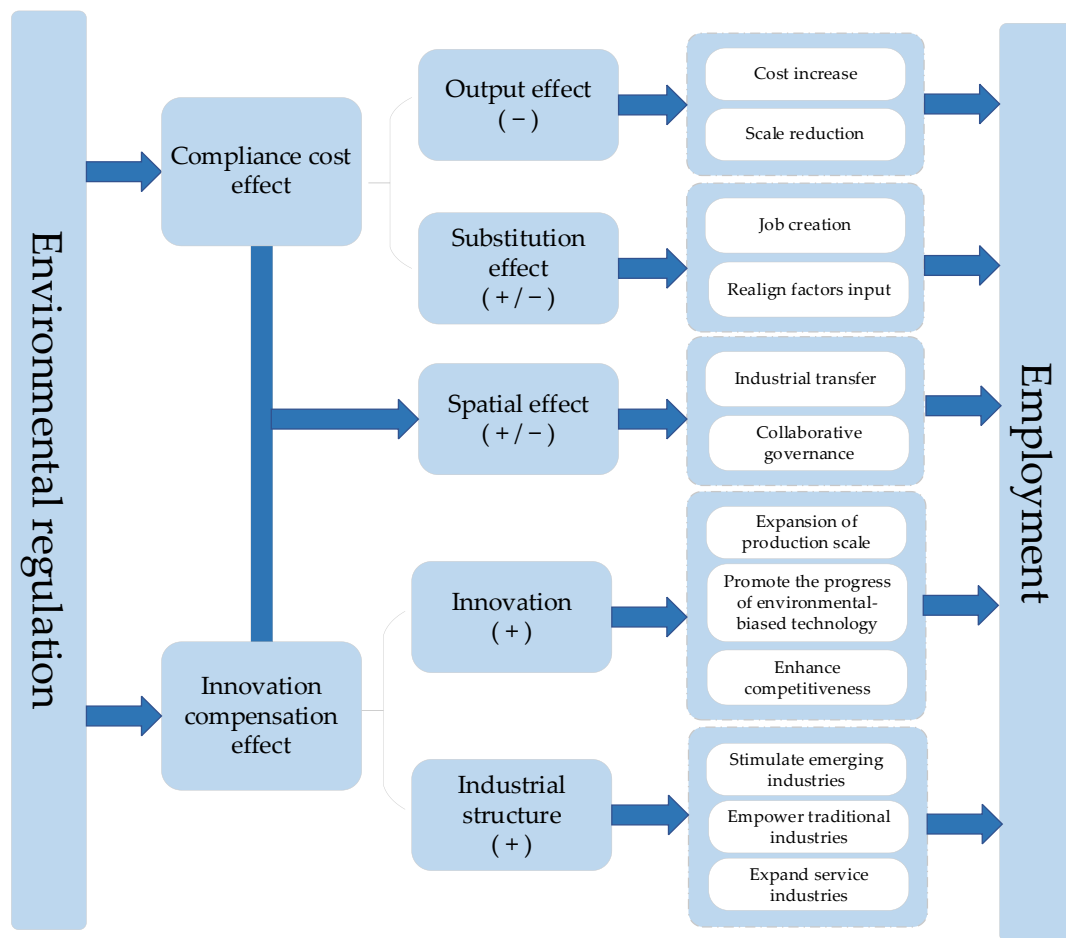 Environmental regulation
Compliance cost
effect
Innovation
compensation
effect
Output effect
( − )
Substitution
effect
( + / − )
Spatial effect
( + / − )
Innovation
( + )
Industrial
structure
( + )
Cost increase
Scale reduction
Job creation
Realign factors input
Industrial transfer
Collaborative
governance
Expansion of
production scale
Promote the progress
of environmental-
biased technology
Enhance
competitiveness
Stimulate emerging
industries
Empower traditional
industries
Expand service
industries
Employment